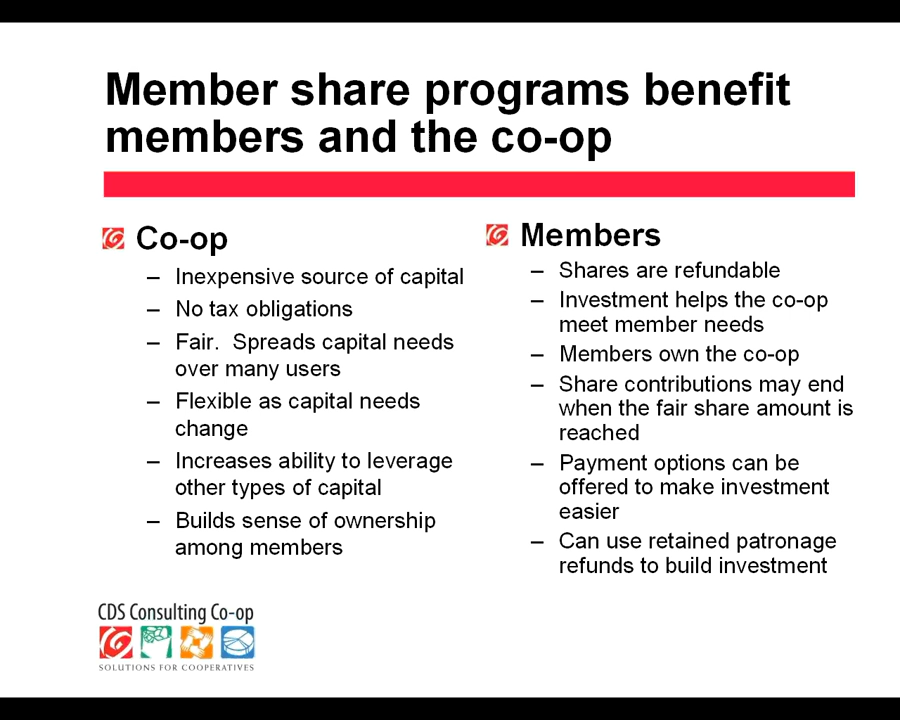 Member share programs benefit
members and the co-op
Co-op
– Inexpensive source of capital
– No tax obligations
– Fair.  Spreads capital needs
over many users
– Flexible as capital needs
change
– Increases ability to leverage
other types of capital
– Builds sense of ownership
among members
Members
– Shares are refundable
– Investment helps the co-op
meet member needs
– Members own the co-op
– Share contributions may end
when the fair share amount is
reached
– Payment options can be
offered to make investment
easier
– Can use retained patronage
refunds to build investment
CDS Consulting Co-op
SOLUTIONS FOR COOPERATIVES